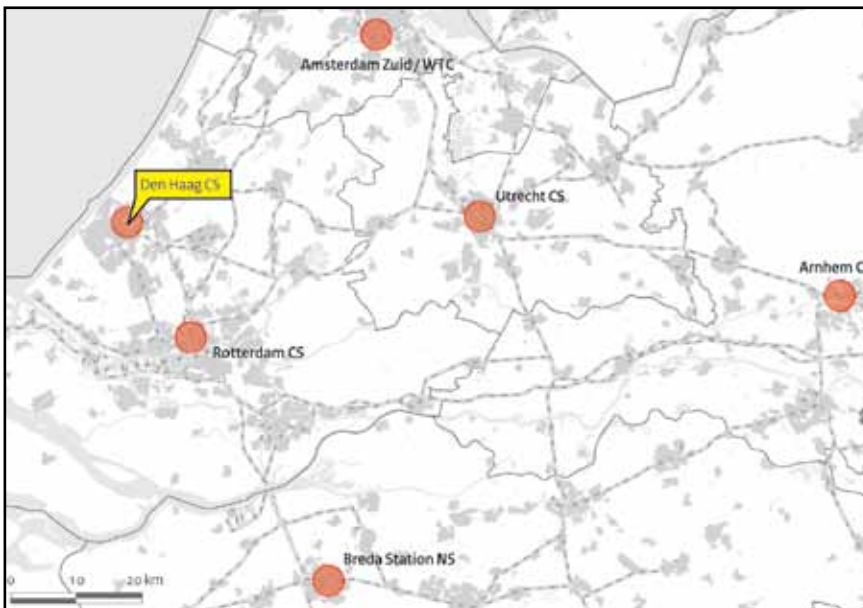 Amsterdam Zuid / WTC
Den Haag CS
Utrecht CS
Arnhem C
Rotterdam CS
Breda Station NS
0 10 20 km